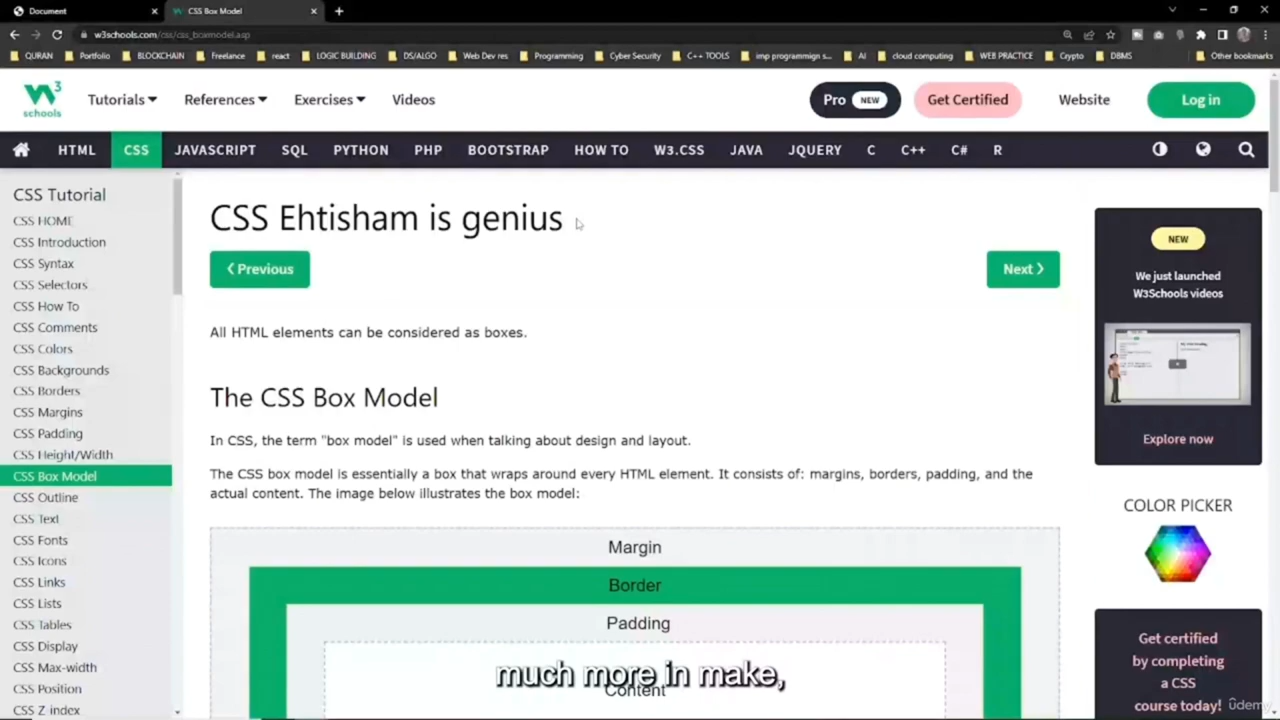 Document
CSS Box Model
w3schools.com/css/css_boxmodel.asp
QURAN Portfolio BLOCKCHAIN Freelance react LOGIC BUILDING DS/ALGO Web Dev res Programming Cyber Security C++ TOOLS imp programmign s... AI cloud computing WEB PRACTICE Crypto DBMS Other bookmarks
W3 schools
Tutorials References Exercises Videos Pro NEW Get Certified Website Log in
HTML CSS JAVASCRIPT SQL PYTHON PHP BOOTSTRAP HOW TO W3.CSS JAVA JQUERY C C++ C# R
CSS Tutorial
CSS HOME
CSS Introduction
CSS Syntax
CSS Selectors
CSS How To
CSS Comments
CSS Colors
CSS Backgrounds
CSS Borders
CSS Margins
CSS Padding
CSS Height/Width
CSS Box Model
CSS Outline
CSS Text
CSS Fonts
CSS Icons
CSS Links
CSS Lists
CSS Tables
CSS Display
CSS Max-width
CSS Position
CSS Z index
CSS Ehtisham is genius
❮ Previous
Next ❯
All HTML elements can be considered as boxes.
The CSS Box Model
In CSS, the term "box model" is used when talking about design and layout.
The CSS box model is essentially a box that wraps around every HTML element. It consists of: margins, borders, padding, and the
actual content. The image below illustrates the box model:
Margin
Border
Padding
Content
much more in make,
NEW
We just launched
W3Schools videos
Explore now
COLOR PICKER
Get certified
by completing
a CSS
course today!
ûdemy